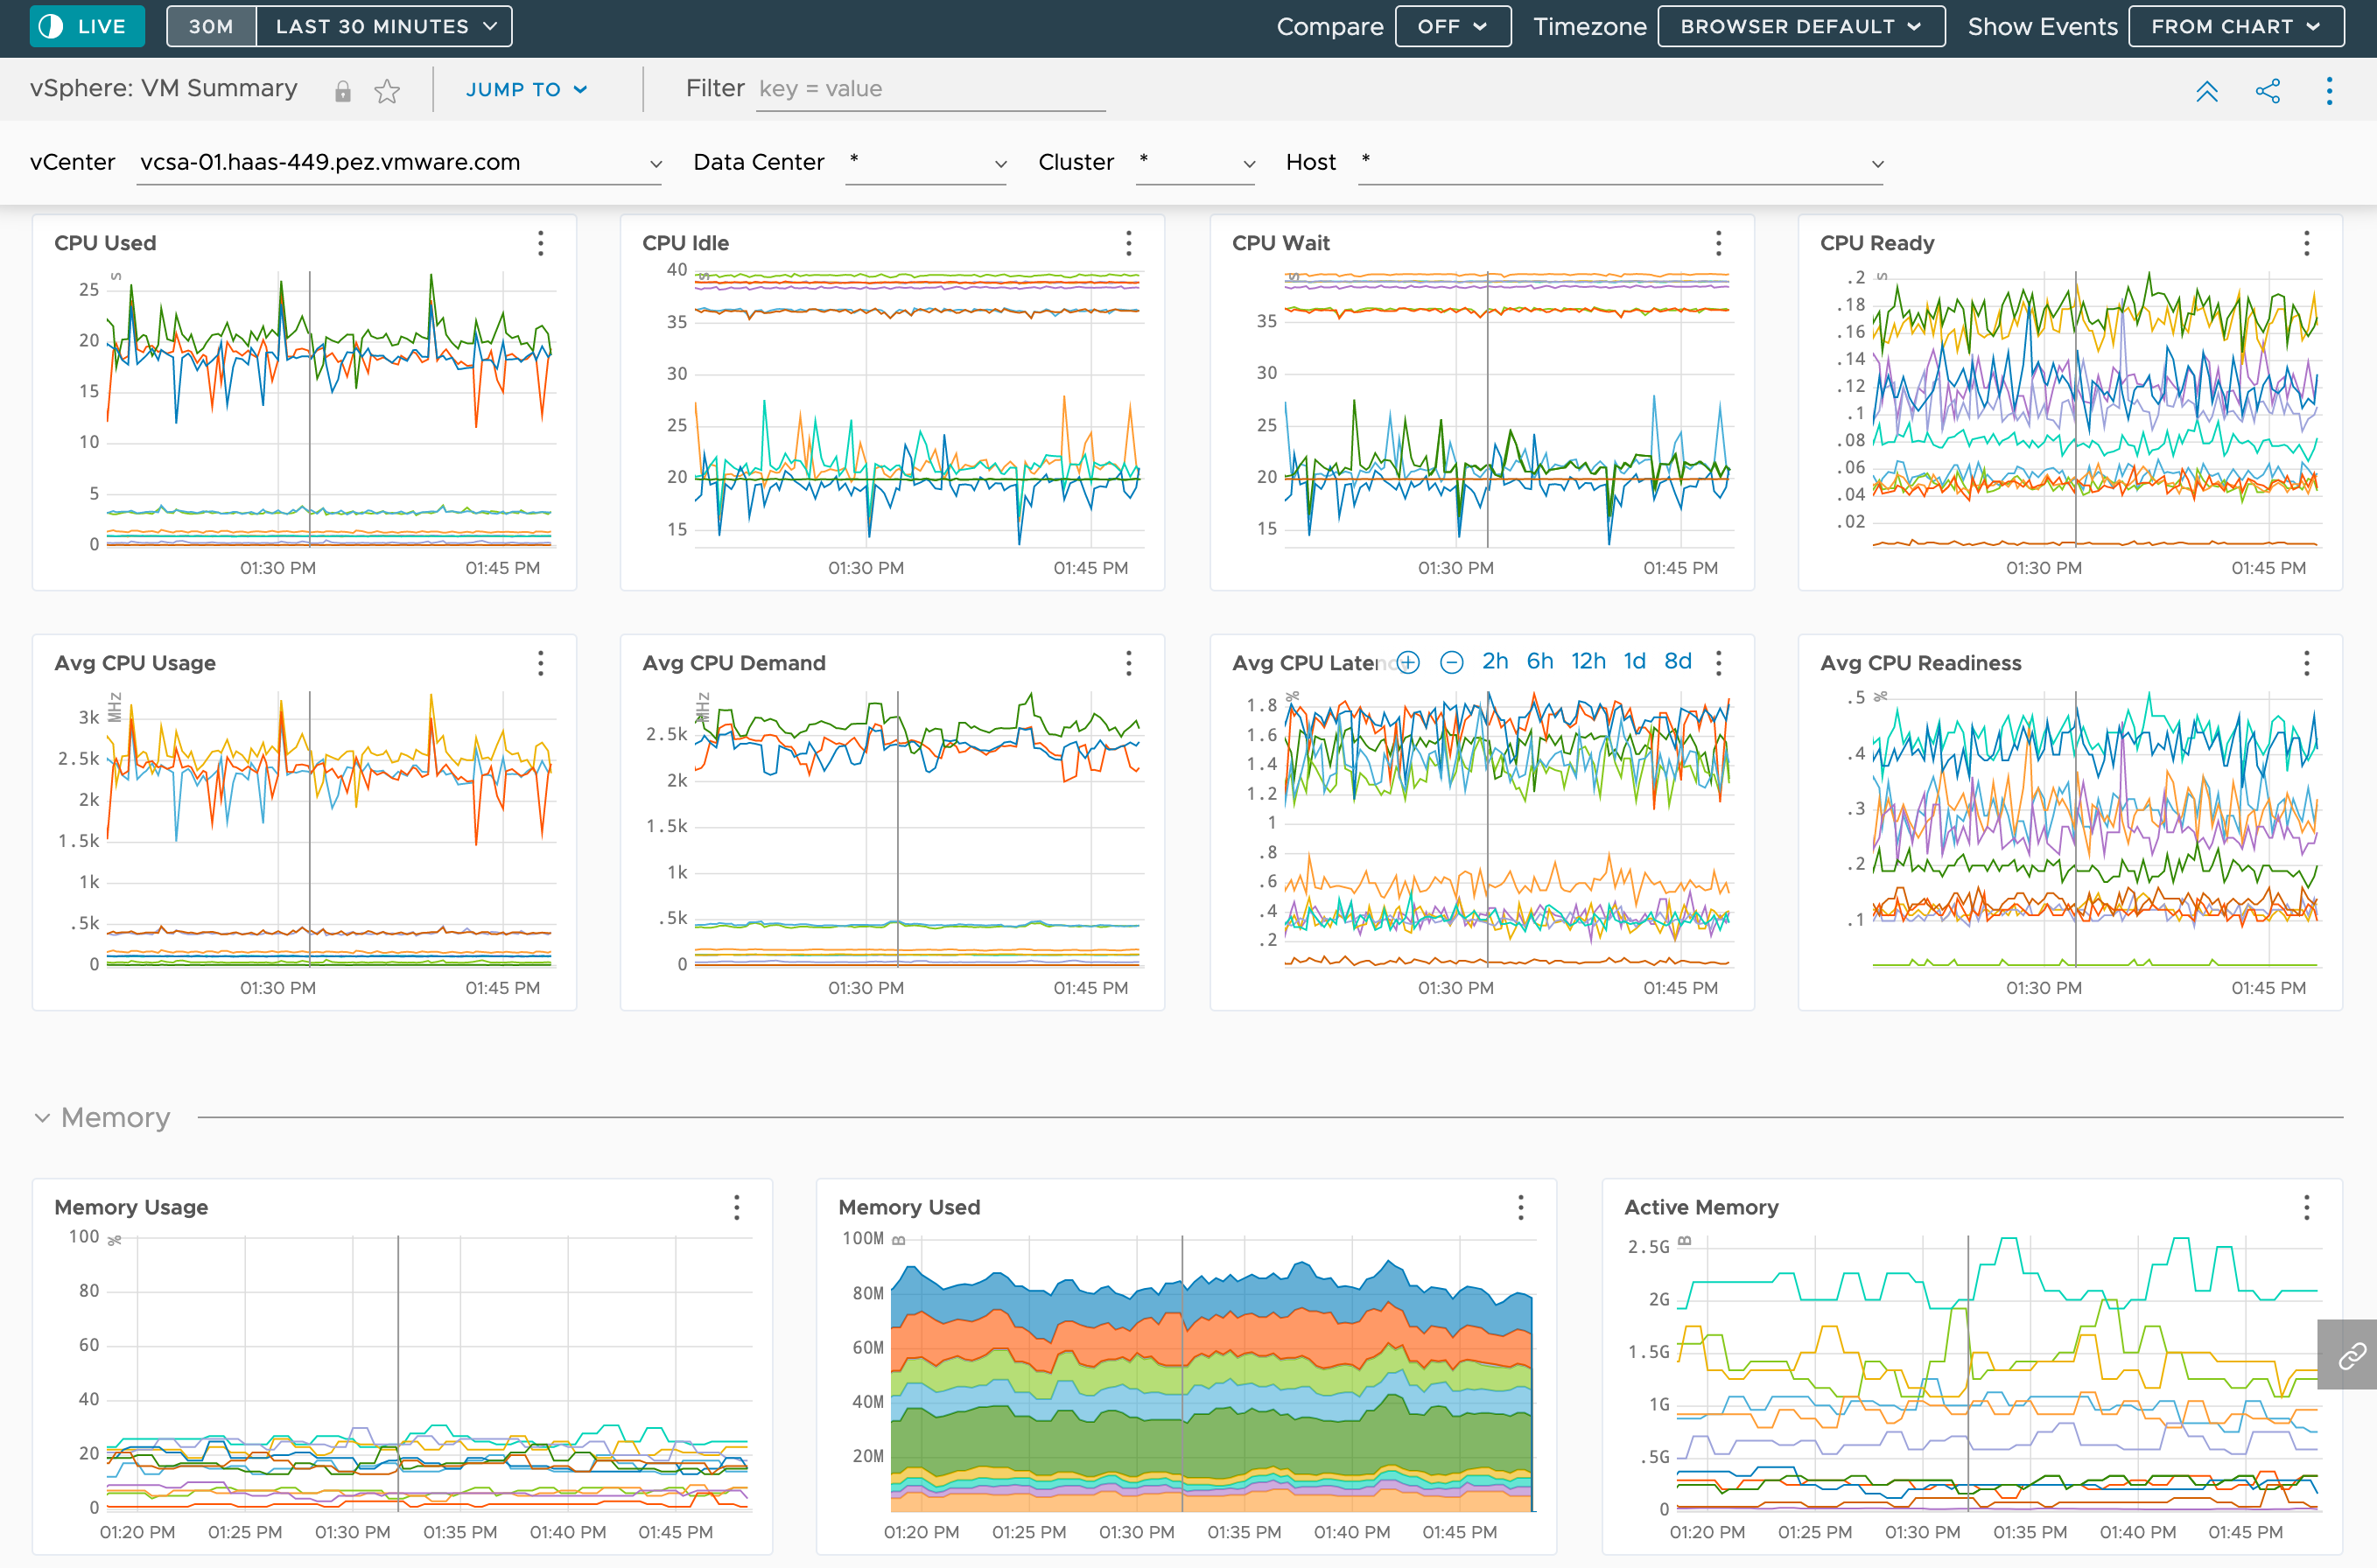 LIVE 30M LAST 30 MINUTES Compare OFF Timezone BROWSER DEFAULT Show Events FROM CHART
vSphere: VM Summary JUMP TO Filter key = value
vCenter vcsa-01.haas-449.pez.vmware.com Data Center * Cluster * Host *
CPU Used
s
25
20
15
10
5
0
01:30 PM 01:45 PM
CPU Idle
s
40
35
30
25
20
15
01:30 PM 01:45 PM
CPU Wait
s
35
30
25
20
15
01:30 PM 01:45 PM
CPU Ready
s
.2
.18
.16
.14
.12
.1
.08
.06
.04
.02
01:30 PM 01:45 PM
Avg CPU Usage
MHz
3k
2.5k
2k
1.5k
1k
.5k
0
01:30 PM 01:45 PM
Avg CPU Demand
MHz
2.5k
2k
1.5k
1k
.5k
0
01:30 PM 01:45 PM
Avg CPU Latenc 2h 6h 12h 1d 8d
%
1.8
1.6
1.4
1.2
1
.8
.6
.4
.2
01:30 PM 01:45 PM
Avg CPU Readiness
%
.5
.4
.3
.2
.1
01:30 PM 01:45 PM
Memory
Memory Usage
%
100
80
60
40
20
0
01:20 PM 01:25 PM 01:30 PM 01:35 PM 01:40 PM 01:45 PM
Memory Used
B
100M
80M
60M
40M
20M
01:20 PM 01:25 PM 01:30 PM 01:35 PM 01:40 PM 01:45 PM
Active Memory
B
2.5G
2G
1.5G
1G
.5G
0
01:20 PM 01:25 PM 01:30 PM 01:35 PM 01:40 PM 01:45 PM